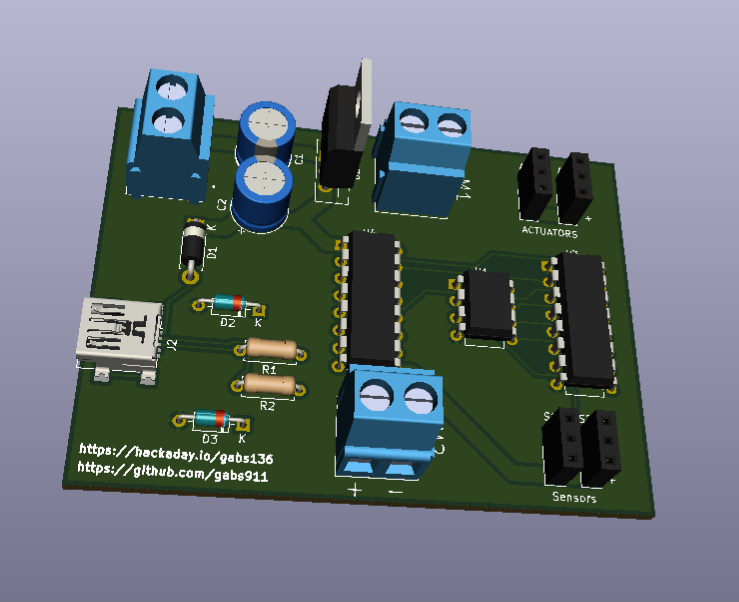 C1
C2
M1
+
ACTUATORS
K
D1
+
D2
K
R1
J2
R2
D3
K
https://hackaday.io/gabs136
https://github.com/gabs911
+ −
+
Sensors